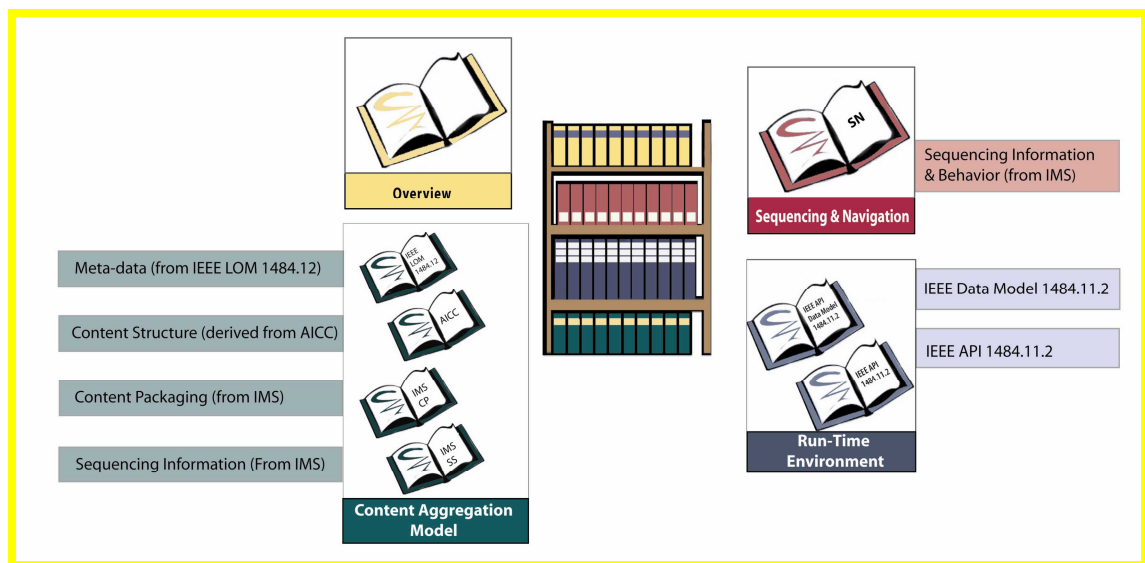 Overview
SN
Sequencing & Navigation
Sequencing Information
& Behavior (from IMS)
Meta-data (from IEEE LOM 1484.12)
Content Structure (derived from AICC)
Content Packaging (from IMS)
Sequencing Information (From IMS)
IEEE
LOM
1484.12
AICC
IMS
CP
IMS
SS
Content Aggregation
Model
IEEE API
Data Model
1484.11.2
IEEE API
1484.11.2
Run-Time
Environment
IEEE Data Model 1484.11.2
IEEE API 1484.11.2